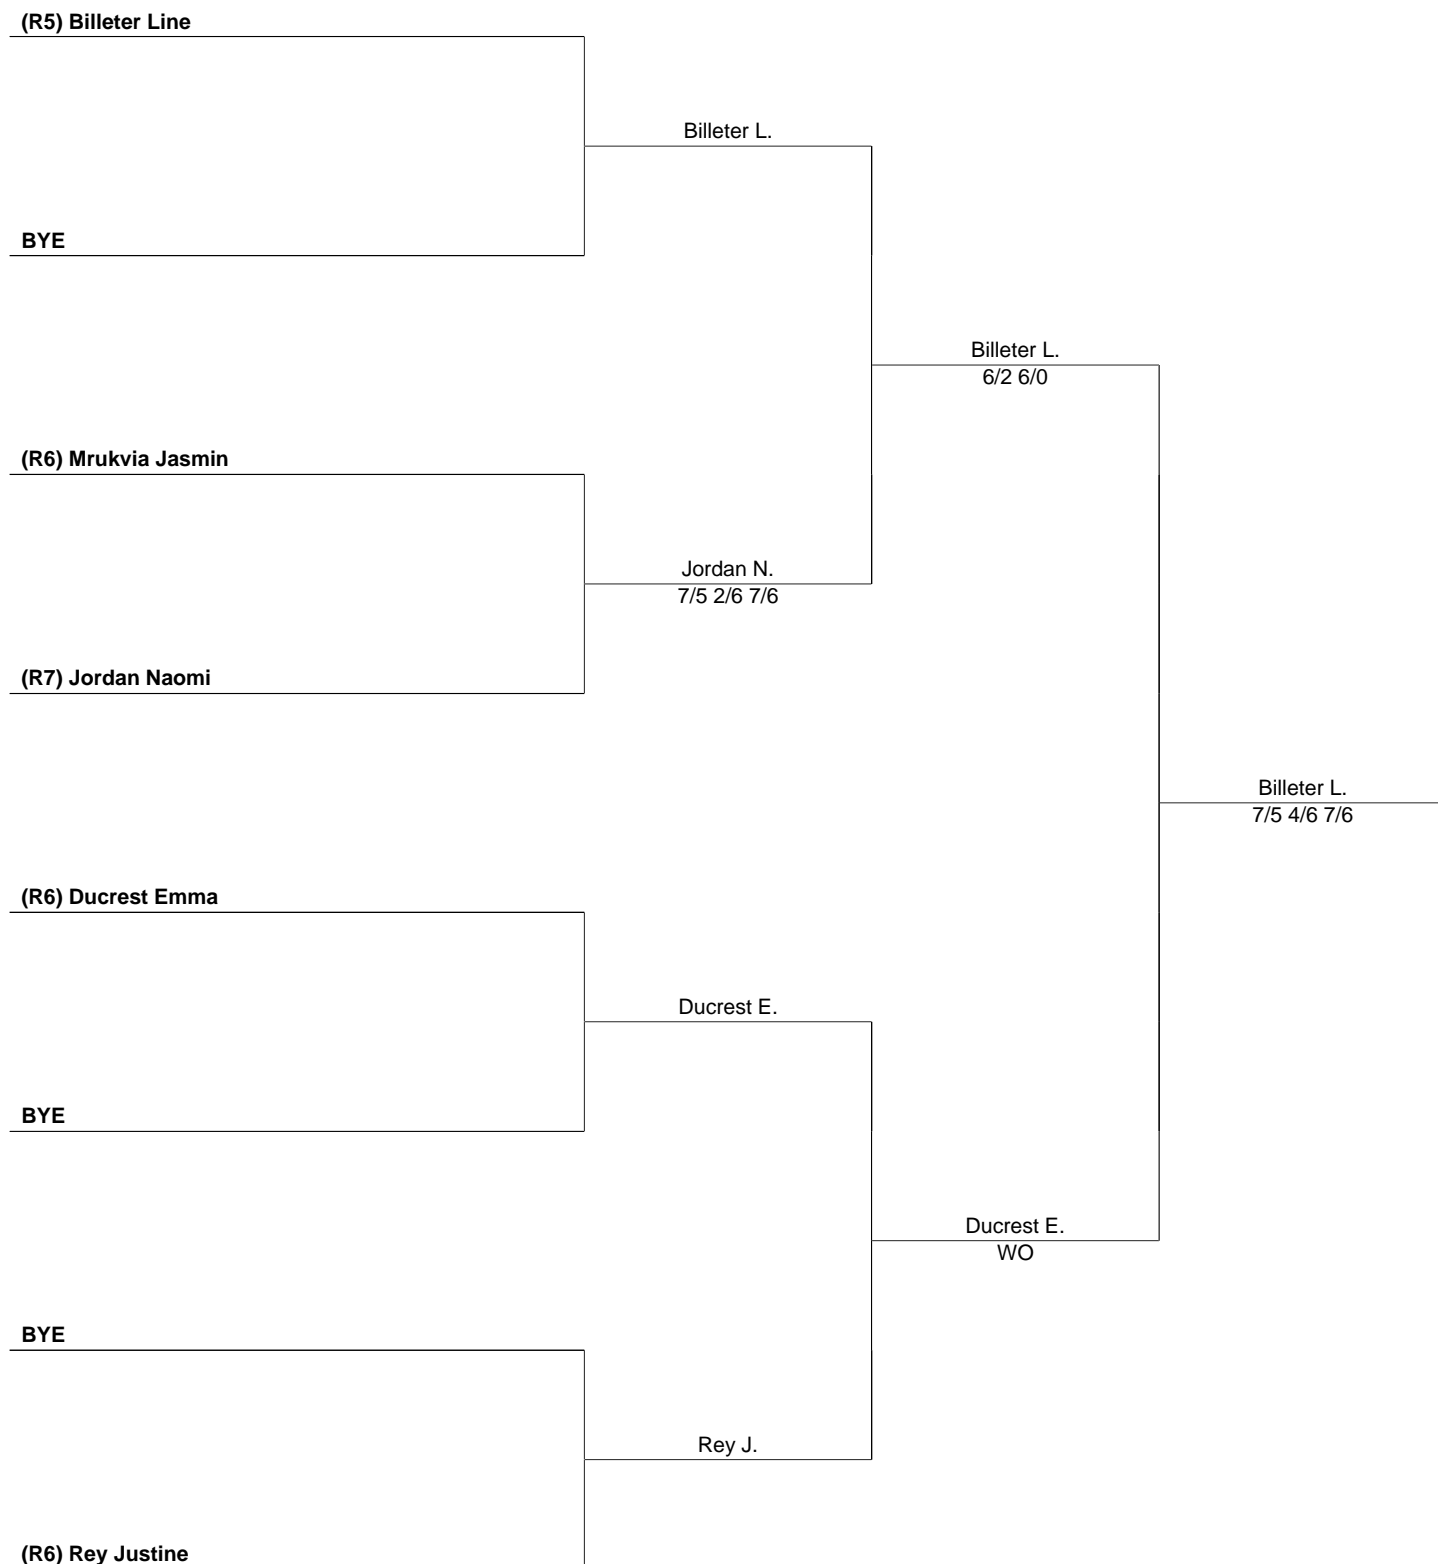 (R5) Billeter Line
Billeter L.
BYE
Billeter L.
6/2 6/0
(R6) Mrukvia Jasmin
Jordan N.
7/5 2/6 7/6
(R7) Jordan Naomi
Billeter L.
7/5 4/6 7/6
(R6) Ducrest Emma
Ducrest E.
BYE
Ducrest E.
WO
BYE
Rey J.
(R6) Rey Justine